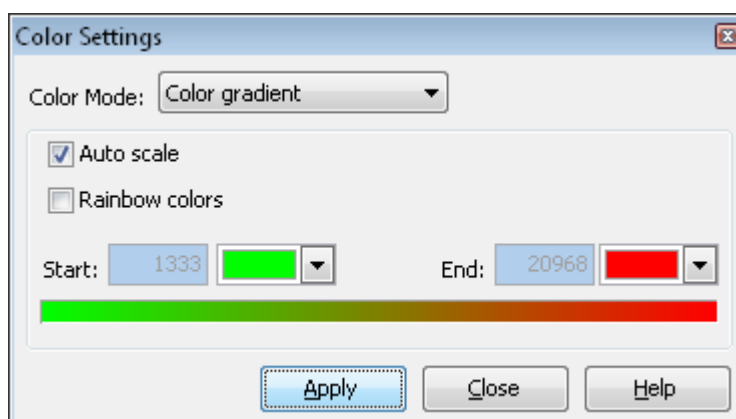 Color Settings
Color Mode: Color gradient
Auto scale
Rainbow colors
Start: 1333 End: 20968
Apply Close Help